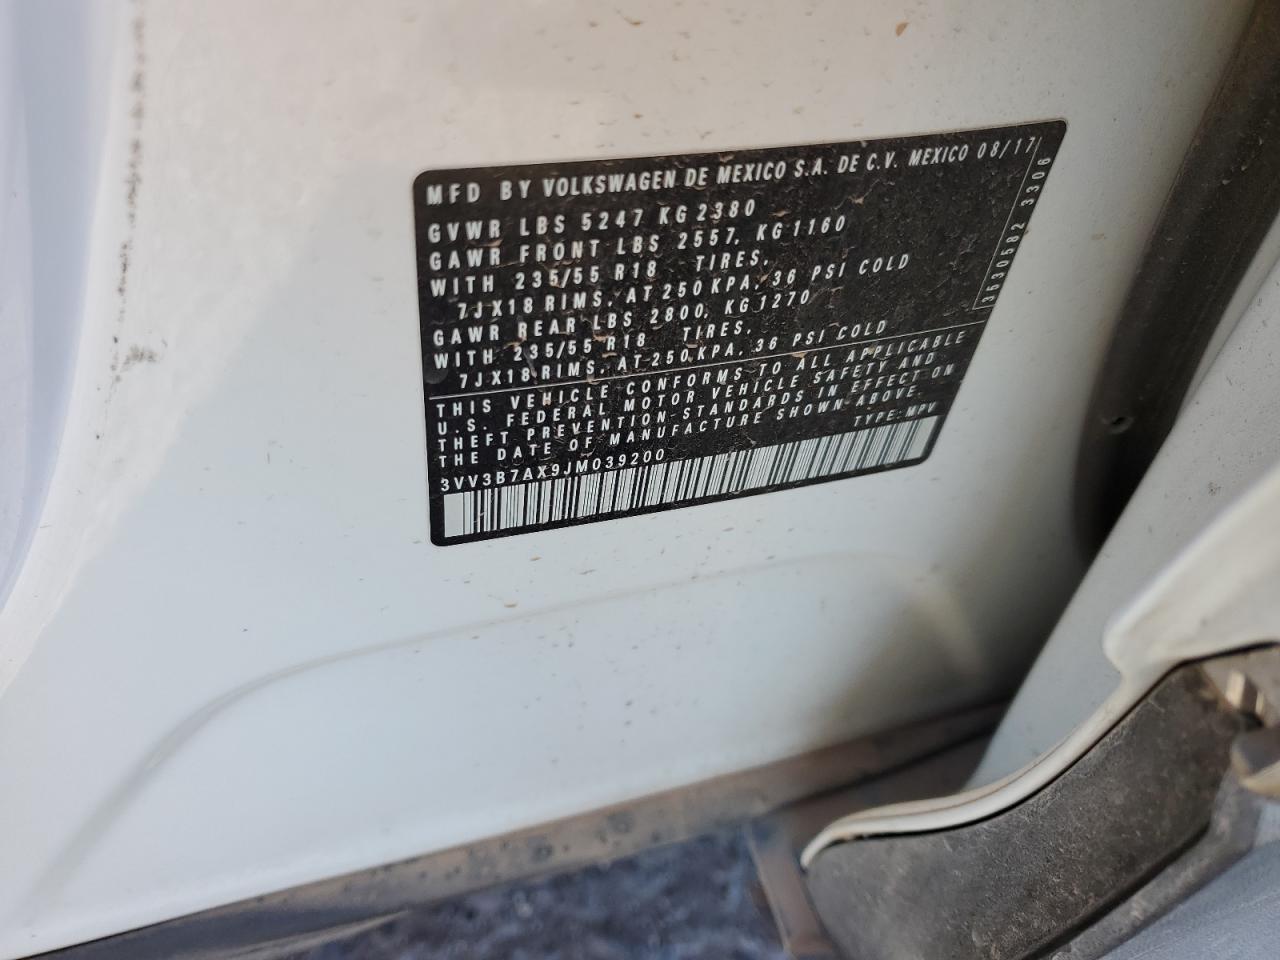 MFD BY VOLKSWAGEN DE MEXICO S.A. DE C.V. MEXICO 08/17
GVWR LBS 5247 KG 2380
GAWR FRONT LBS 2557, KG 1160
WITH 235/55 R18 TIRES,
7JX18 RIMS, AT 250 KPA, 36 PSI COLD
GAWR REAR LBS 2800, KG 1270
WITH 235/55 R18 TIRES,
7JX18 RIMS, AT 250 KPA, 36 PSI COLD
THIS VEHICLE CONFORMS TO ALL APPLICABLE
U.S. FEDERAL MOTOR VEHICLE SAFETY AND
THEFT PREVENTION STANDARDS IN EFFECT ON
THE DATE OF MANUFACTURE SHOWN ABOVE.
3VV3B7AX9JM039200 TYPE: MPV
3530582 3306